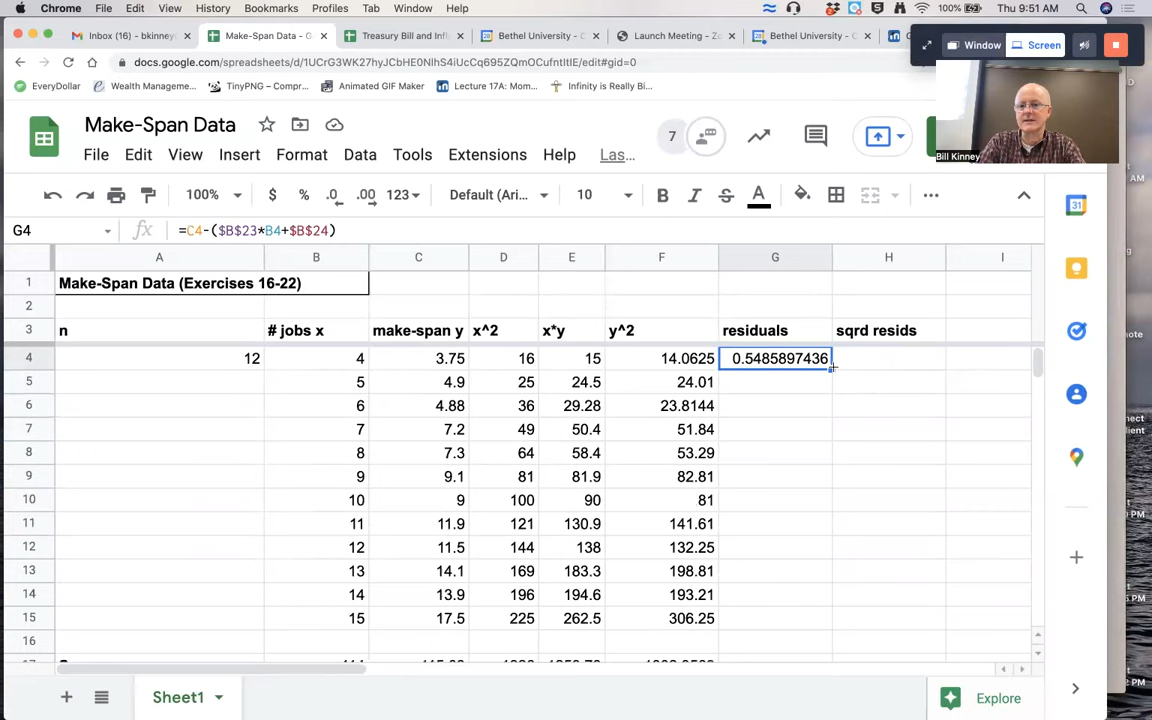 Chrome File Edit View History Bookmarks Profiles Tab Window Help 100% Thu 9:51 AM
Inbox (16) – bkinney Make-Span Data - G Treasury Bill and Infl Bethel University - C Launch Meeting - Zo Bethel University - C
Window Screen
docs.google.com/spreadsheets/d/1UCrG3WK27hyJCbHE0NIhS4iUcCq695ZQmOCufntItIE/edit#gid=0
EveryDollar Wealth Manageme... TinyPNG – Compr... Animated GIF Maker Lecture 17A: Mom... Infinity is Really Bi...
Make-Span Data
7
Bill Kinney
File Edit View Insert Format Data Tools Extensions Help Las...
100% $ % .0 .00 123 Default (Ari... 10 B I S A
G4 fx =C4-($B$23*B4+$B$24)
A B C D E F G H I
1 Make-Span Data (Exercises 16-22)
2
3 n # jobs x make-span y x^2 x*y y^2 residuals sqrd resids
4 12 4 3.75 16 15 14.0625 0.5485897436
5 5 4.9 25 24.5 24.01
6 6 4.88 36 29.28 23.8144
7 7 7.2 49 50.4 51.84
8 8 7.3 64 58.4 53.29
9 9 9.1 81 81.9 82.81
10 10 9 100 90 81
11 11 11.9 121 130.9 141.61
12 12 11.5 144 138 132.25
13 13 14.1 169 183.3 198.81
14 14 13.9 196 194.6 193.21
15 15 17.5 225 262.5 306.25
16
Sheet1
Explore